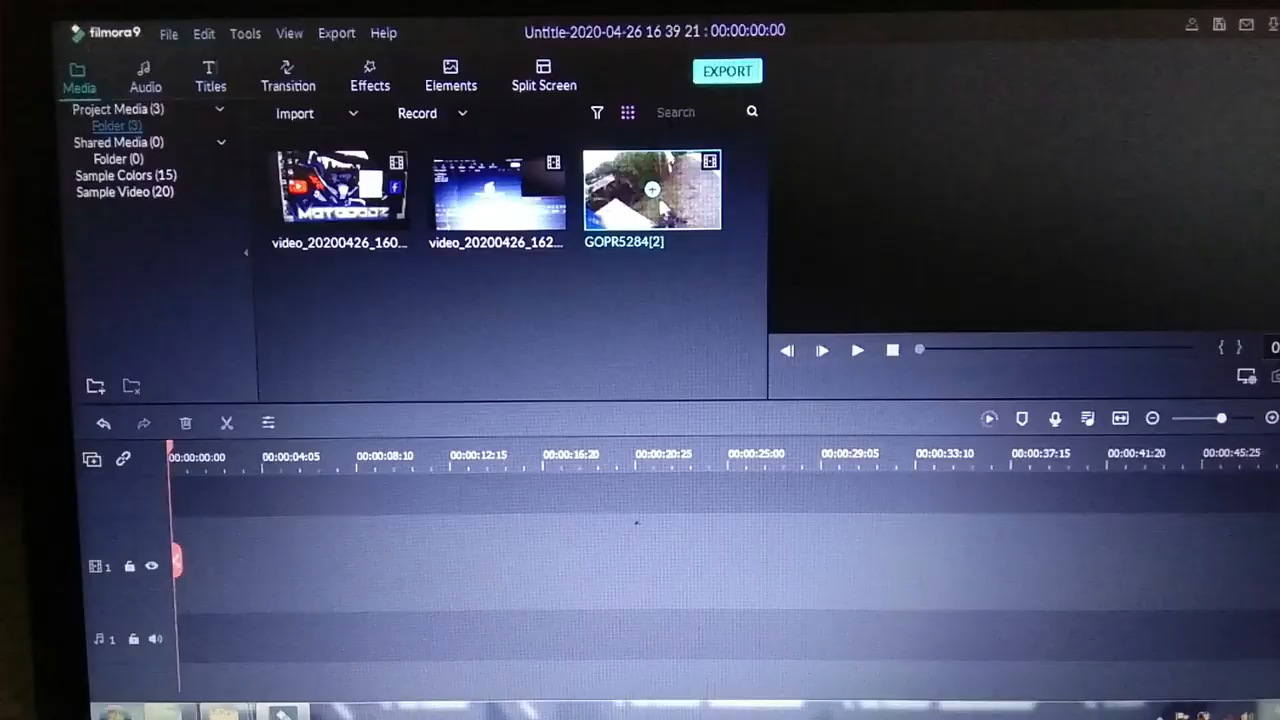 filmora9 File Edit Tools View Export Help Untitle-2020-04-26 16 39 21 : 00:00:00:00
Media Audio Titles Transition Effects Elements Split Screen EXPORT
Project Media (3)
Folder (3)
Shared Media (0)
Folder (0)
Sample Colors (15)
Sample Video (20)
Import Record Search
MOTODOOZ
video_20200426_160... video_20200426_162... GOPR5284[2]
00:00:00:00 00:00:04:05 00:00:08:10 00:00:12:15 00:00:16:20 00:00:20:25 00:00:25:00 00:00:29:05 00:00:33:10 00:00:37:15 00:00:41:20 00:00:45:25
1
1